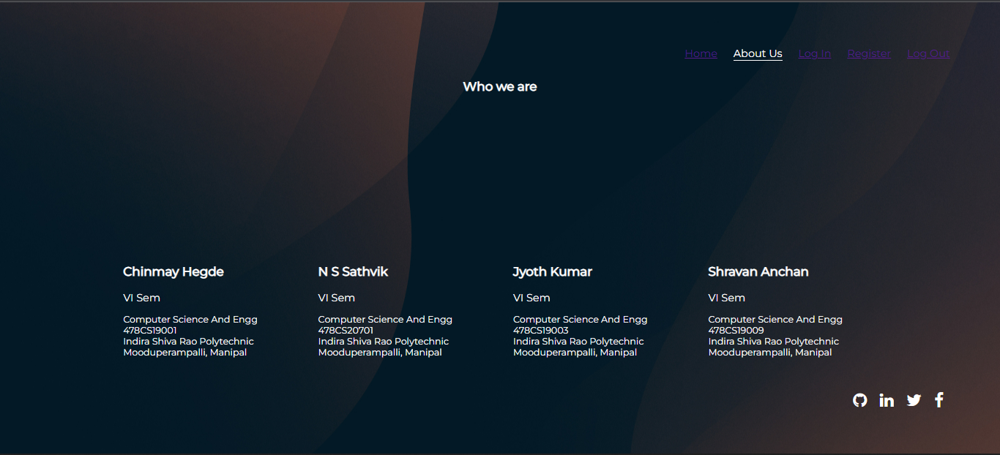 Home About Us Log In Register Log Out
Who we are
Chinmay Hegde
VI Sem
Computer Science And Engg
478CS19001
Indira Shiva Rao Polytechnic
Mooduperampalli, Manipal
N S Sathvik
VI Sem
Computer Science And Engg
478CS20701
Indira Shiva Rao Polytechnic
Mooduperampalli, Manipal
Jyoth Kumar
VI Sem
Computer Science And Engg
478CS19003
Indira Shiva Rao Polytechnic
Mooduperampalli, Manipal
Shravan Anchan
VI Sem
Computer Science And Engg
478CS19009
Indira Shiva Rao Polytechnic
Mooduperampalli, Manipal